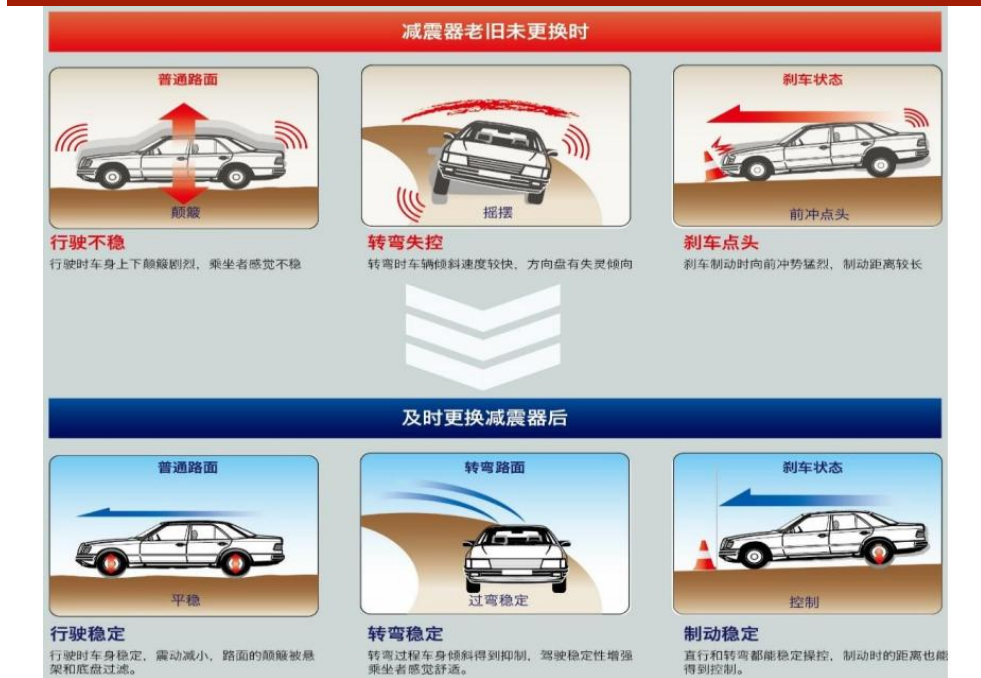 减震器老旧未更换时
普通路面
刹车状态
颠簸
摇摆
前冲点头
行驶不稳
行驶时车身上下颠簸剧烈，乘坐者感觉不稳
转弯失控
转弯时车辆倾斜速度较快，方向盘有失灵倾向
刹车点头
刹车制动时向前冲势猛烈，制动距离较长
及时更换减震器后
普通路面
转弯路面
刹车状态
平稳
过弯稳定
控制
行驶稳定
行驶时车身稳定，震动减小，路面的颠簸被悬
架和底盘过滤。
转弯稳定
转弯过程车身倾斜得到抑制，驾驶稳定性增强
乘坐者感觉舒适。
制动稳定
直行和转弯都能稳定操控，制动时的距离也能
得到控制。